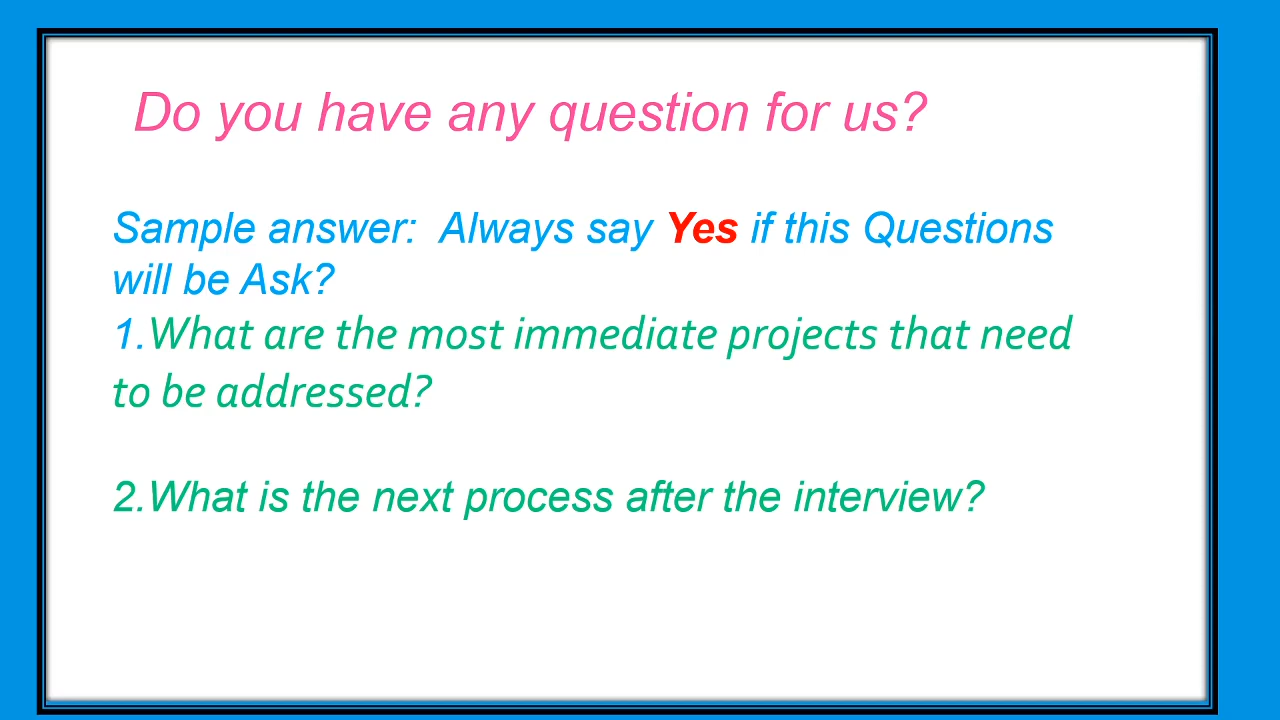 Do you have any question for us?
Sample answer:  Always say Yes if this Questions
will be Ask?
1.What are the most immediate projects that need
to be addressed?
2.What is the next process after the interview?